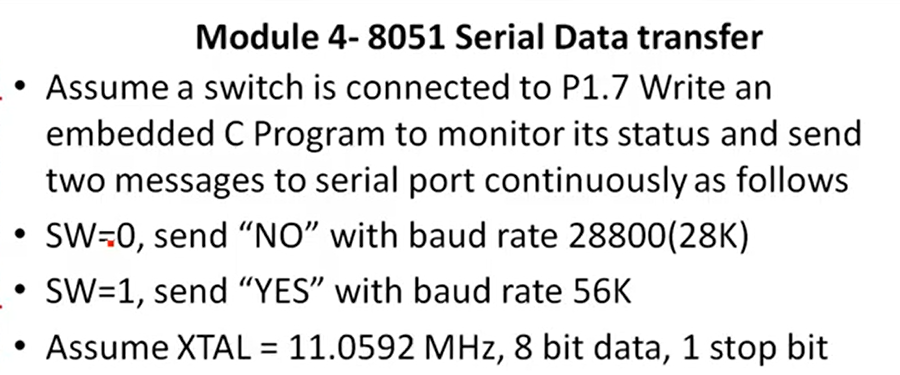 Module 4- 8051 Serial Data transfer
• Assume a switch is connected to P1.7 Write an
embedded C Program to monitor its status and send
two messages to serial port continuously as follows
• SW=0, send “NO” with baud rate 28800(28K)
• SW=1, send “YES” with baud rate 56K
• Assume XTAL = 11.0592 MHz, 8 bit data, 1 stop bit